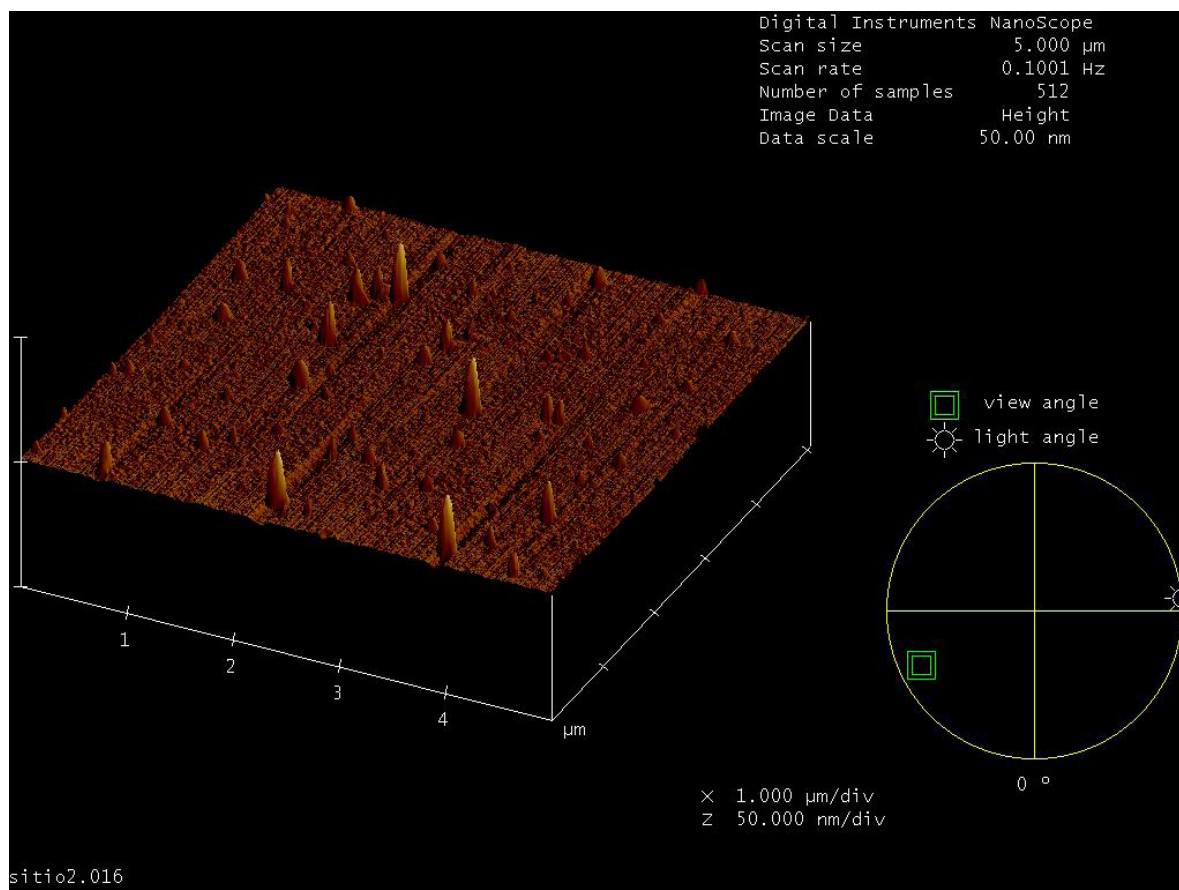 Digital Instruments NanoScope
Scan size 5.000 µm
Scan rate 0.1001 Hz
Number of samples 512
Image Data Height
Data scale 50.00 nm
view angle
light angle
1
2
3
4
µm
0 °
X 1.000 µm/div
Z 50.000 nm/div
sitio2.016